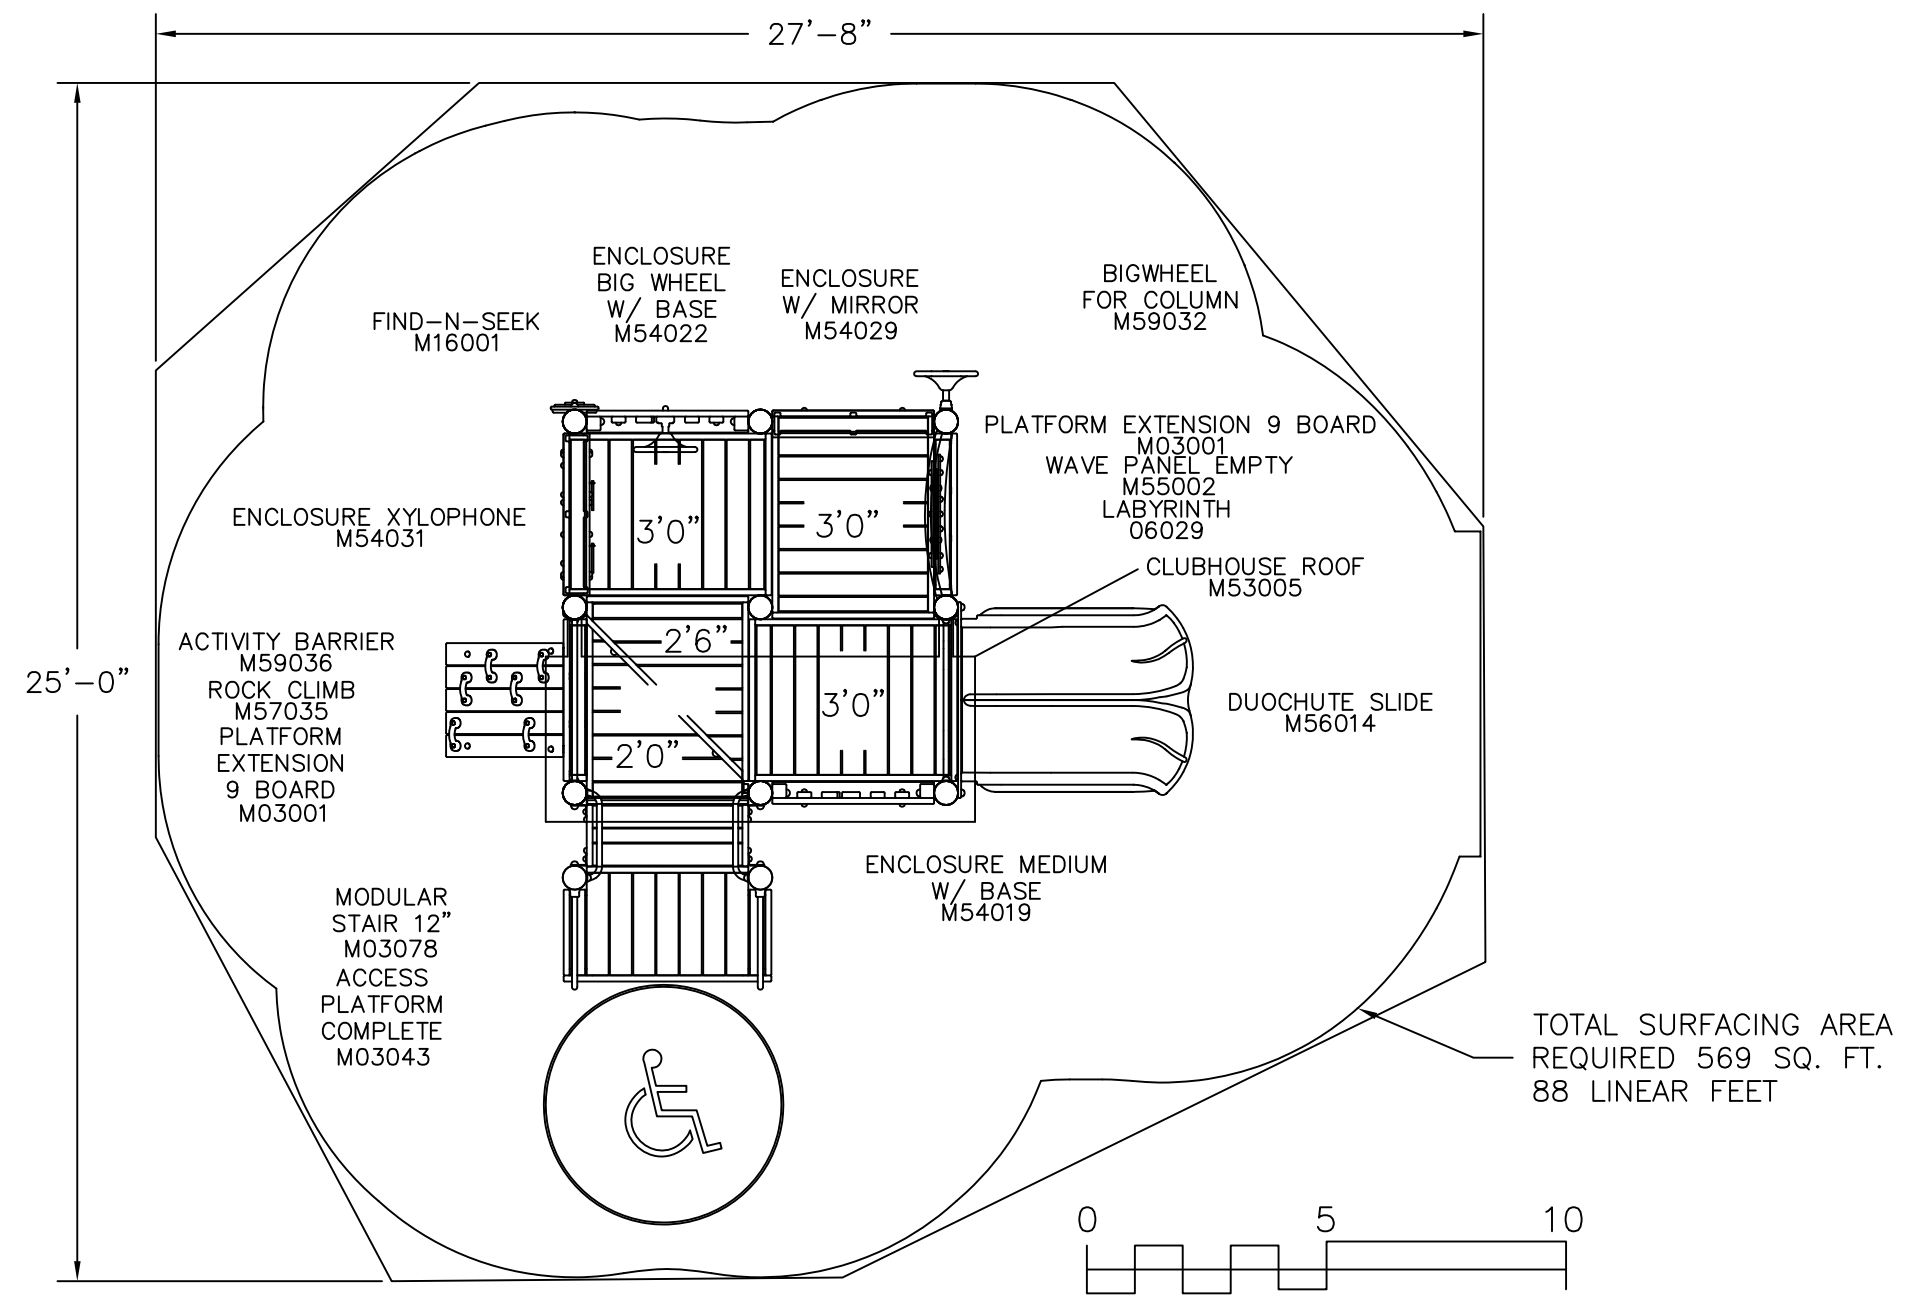 27'-8"
25'-0"
ENCLOSURE
BIG WHEEL
W/ BASE
M54022
ENCLOSURE
W/ MIRROR
M54029
BIGWHEEL
FOR COLUMN
M59032
FIND-N-SEEK
M16001
PLATFORM EXTENSION 9 BOARD
M03001
WAVE PANEL EMPTY
M55002
LABYRINTH
06029
ENCLOSURE XYLOPHONE
M54031
3'0"
3'0"
CLUBHOUSE ROOF
M53005
ACTIVITY BARRIER
M59036
ROCK CLIMB
M57035
PLATFORM
EXTENSION
9 BOARD
M03001
2'6"
3'0"
2'0"
DUOCHUTE SLIDE
M56014
ENCLOSURE MEDIUM
W/ BASE
M54019
MODULAR
STAIR 12"
M03078
ACCESS
PLATFORM
COMPLETE
M03043
TOTAL SURFACING AREA
REQUIRED 569 SQ. FT.
88 LINEAR FEET
0 5 10